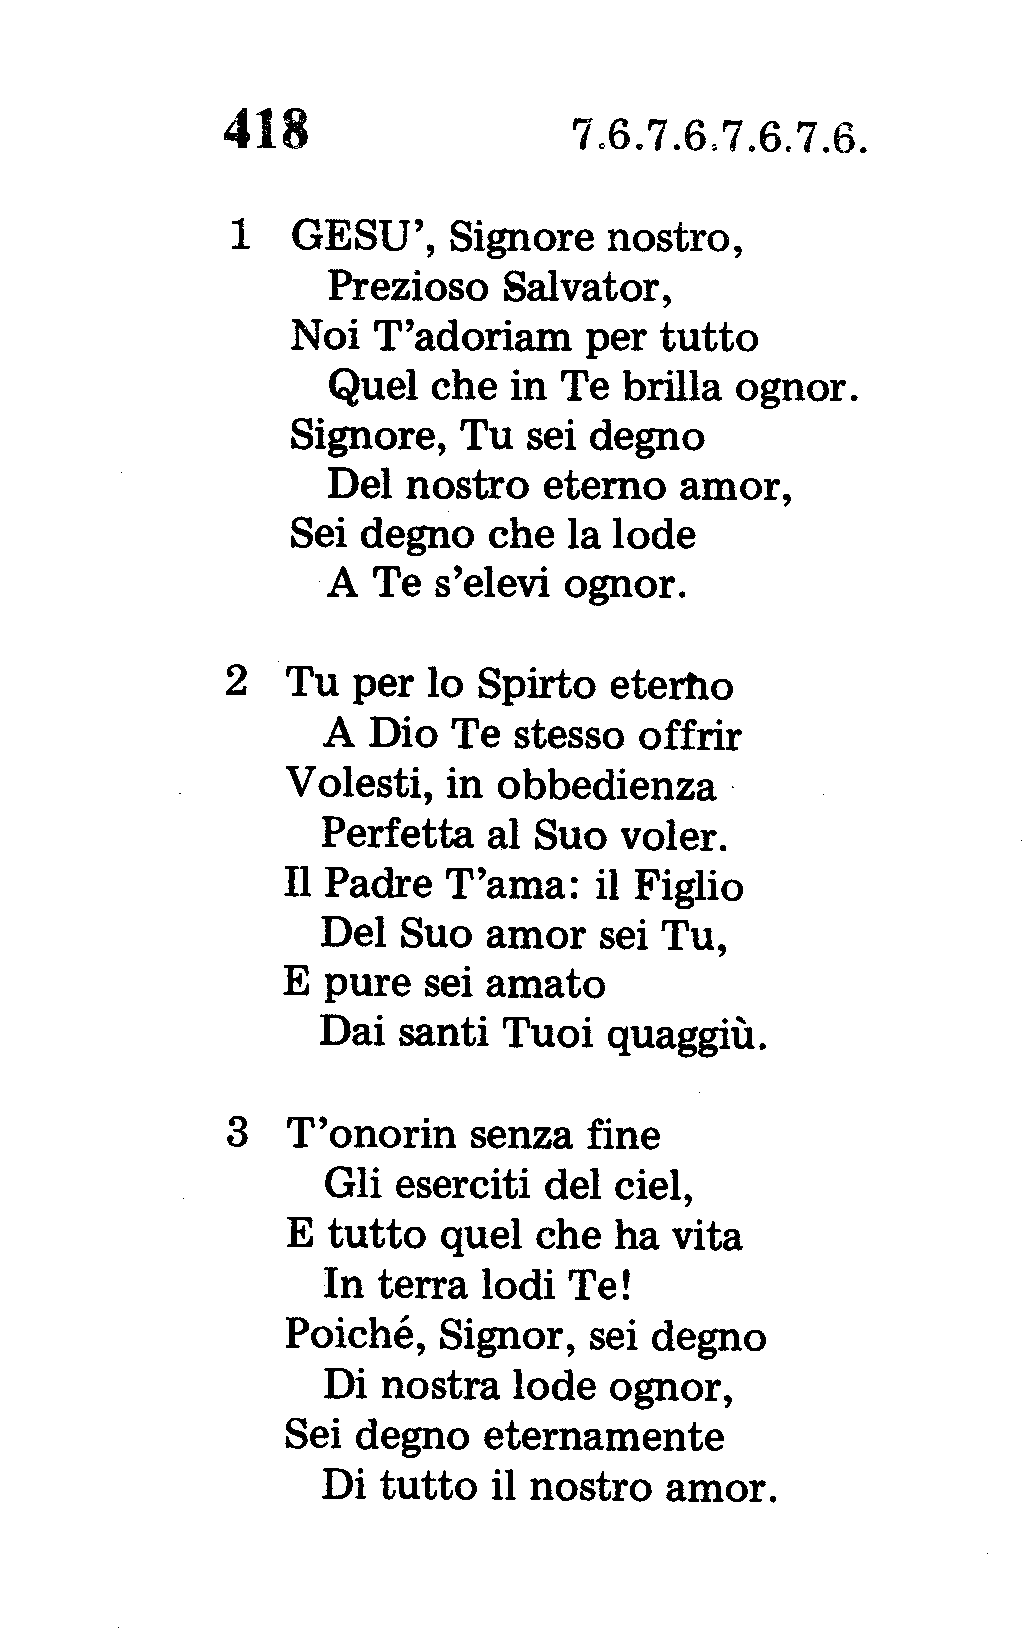 418 7.6.7.6.7.6.7.6.
1 GESU’, Signore nostro,
Prezioso Salvator,
Noi T’adoriam per tutto
Quel che in Te brilla ognor.
Signore, Tu sei degno
Del nostro eterno amor,
Sei degno che la lode
A Te s’elevi ognor.
2 Tu per lo Spirto eterno
A Dio Te stesso offrir
Volesti, in obbedienza
Perfetta al Suo voler.
Il Padre T’ama: il Figlio
Del Suo amor sei Tu,
E pure sei amato
Dai santi Tuoi quaggiù.
3 T’onorin senza fine
Gli eserciti del ciel,
E tutto quel che ha vita
In terra lodi Te!
Poiché, Signor, sei degno
Di nostra lode ognor,
Sei degno eternamente
Di tutto il nostro amor.